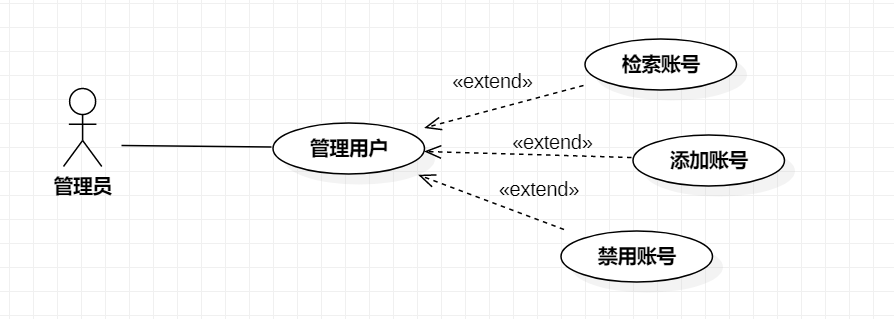 检索账号
«extend»
«extend»
管理用户
添加账号
管理员
«extend»
禁用账号